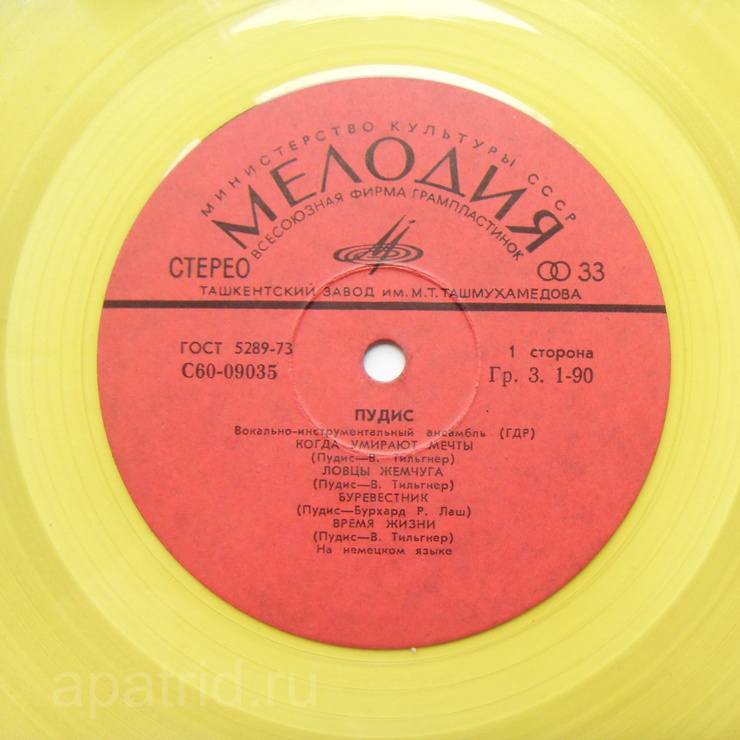 МИНИСТЕРСТВО КУЛЬТУРЫ СССР
МЕЛОДИЯ
ВСЕСОЮЗНАЯ ФИРМА ГРАМПЛАСТИНОК
СТЕРЕО 33
ТАШКЕНТСКИЙ ЗАВОД ИМ. М.Т. ТАШМУХАМЕДОВА
ГОСТ 5289-73 1 сторона
С60-09035 Гр. 3. 1-90
ПУДИС
Вокально-инструментальный ансамбль (ГДР)
КОГДА УМИРАЮТ МЕЧТЫ
(Пудис—В. Тильгнер)
ЛОВЦЫ ЖЕМЧУГА
(Пудис—В. Тильгнер)
БУРЕВЕСТНИК
(Пудис—Бурхард Р. Лаш)
ВРЕМЯ ЖИЗНИ
(Пудис—В. Тильгнер)
На немецком языке
apatrid.ru